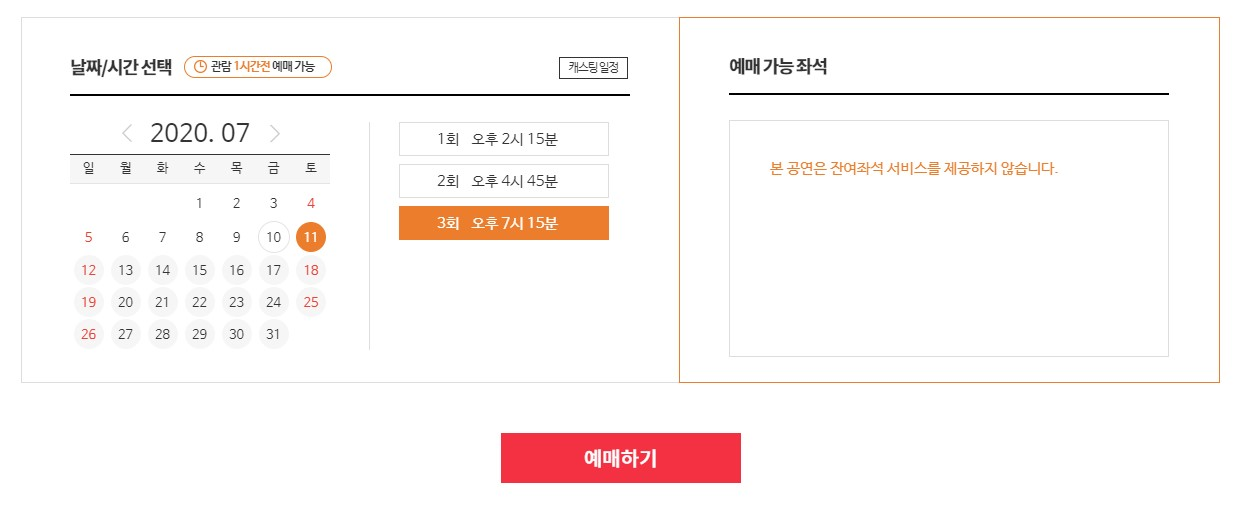 날짜/시간 선택 관람 1시간전 예매 가능 캐스팅일정
2020. 07
일 월 화 수 목 금 토
1 2 3 4
5 6 7 8 9 10 11
12 13 14 15 16 17 18
19 20 21 22 23 24 25
26 27 28 29 30 31
1회 오후 2시 15분
2회 오후 4시 45분
3회 오후 7시 15분
예매 가능 좌석
본 공연은 잔여좌석 서비스를 제공하지 않습니다.
예매하기